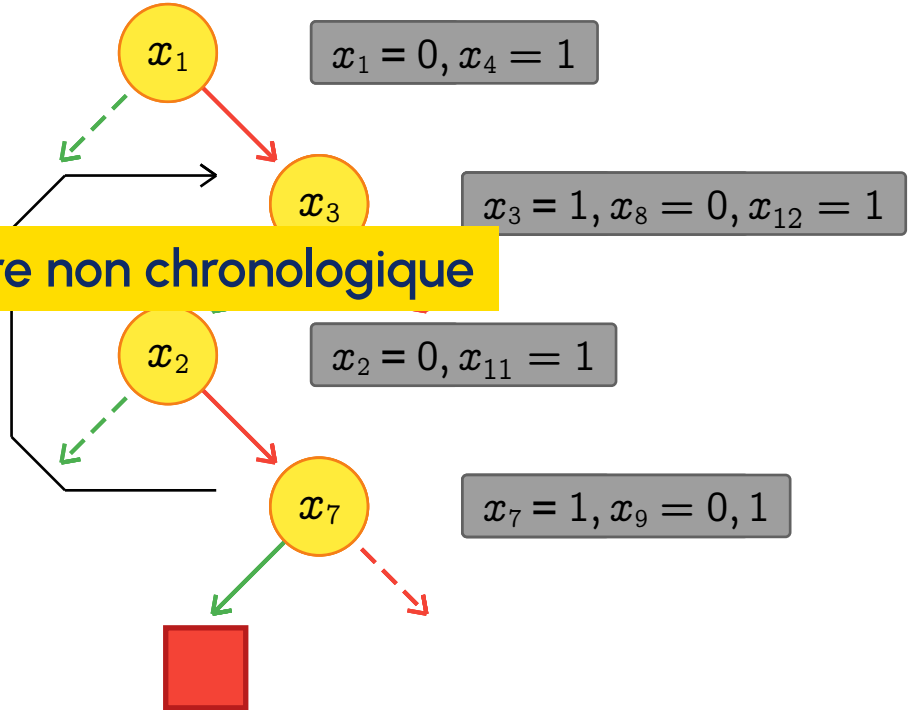 x₁
x₁ = 0, x₄ = 1
x₃
x₃ = 1, x₈ = 0, x₁₂ = 1
non chronologique
x₂
x₂ = 0, x₁₁ = 1
x₇
x₇ = 1, x₉ = 0, 1